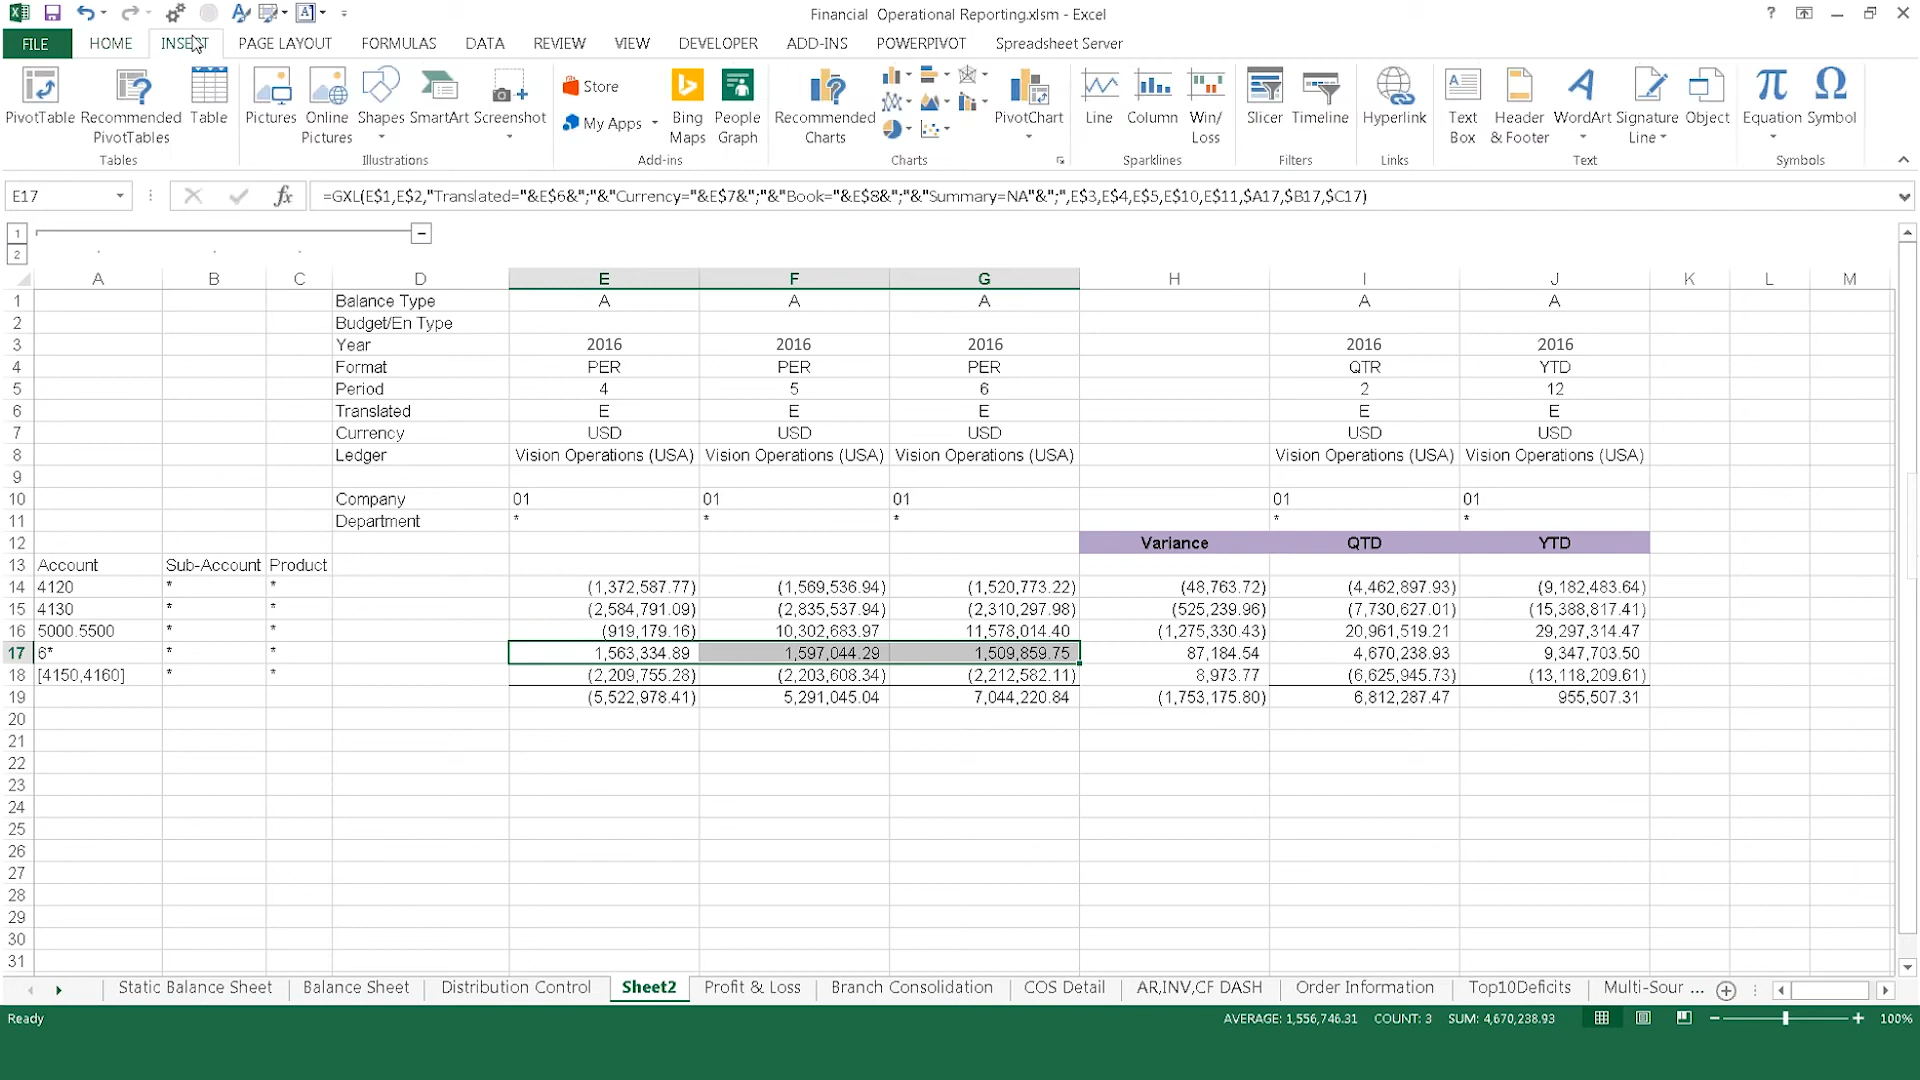 Financial Operational Reporting.xlsm - Excel
FILE HOME INSERT PAGE LAYOUT FORMULAS DATA REVIEW VIEW DEVELOPER ADD-INS POWERPIVOT Spreadsheet Server
PivotTable Recommended PivotTables Table Pictures Online Pictures Shapes SmartArt Screenshot Store My Apps Bing Maps People Graph Recommended Charts PivotChart Line Column Win/Loss Slicer Timeline Hyperlink Text Box Header & Footer WordArt Signature Line Object Equation Symbol
Tables Illustrations Add-ins Charts Sparklines Filters Links Text Symbols
E17 fx =GXL(E$1,E$2,"Translated="&E$6&";"&"Currency="&E$7&";"&"Book="&E$8&";"&"Summary=NA"&";",E$3,E$4,E$5,E$10,E$11,$A17,$B17,$C17)
1
2
A B C D E F G H I J K L M
1 Balance Type A A A A A
2 Budget/En Type
3 Year 2016 2016 2016 2016 2016
4 Format PER PER PER QTR YTD
5 Period 4 5 6 2 12
6 Translated E E E E E
7 Currency USD USD USD USD USD
8 Ledger Vision Operations (USA) Vision Operations (USA) Vision Operations (USA) Vision Operations (USA) Vision Operations (USA)
9
10 Company 01 01 01 01 01
11 Department * * * * *
12 Variance QTD YTD
13 Account Sub-Account Product
14 4120 * * (1,372,587.77) (1,569,536.94) (1,520,773.22) (48,763.72) (4,462,897.93) (9,182,483.64)
15 4130 * * (2,584,791.09) (2,835,537.94) (2,310,297.98) (525,239.96) (7,730,627.01) (15,388,817.41)
16 5000.5500 * * (919,179.16) 10,302,683.97 11,578,014.40 (1,275,330.43) 20,961,519.21 29,297,314.47
17 6* * * 1,563,334.89 1,597,044.29 1,509,859.75 87,184.54 4,670,238.93 9,347,703.50
18 [4150,4160] * * (2,209,755.28) (2,203,608.34) (2,212,582.11) 8,973.77 (6,625,945.73) (13,118,209.61)
19 (5,522,978.41) 5,291,045.04 7,044,220.84 (1,753,175.80) 6,812,287.47 955,507.31
20
21
22
23
24
25
26
27
28
29
30
31
Static Balance Sheet Balance Sheet Distribution Control Sheet2 Profit & Loss Branch Consolidation COS Detail AR,INV,CF DASH Order Information Top10Deficits Multi-Sour ...
Ready AVERAGE: 1,556,746.31 COUNT: 3 SUM: 4,670,238.93 100%